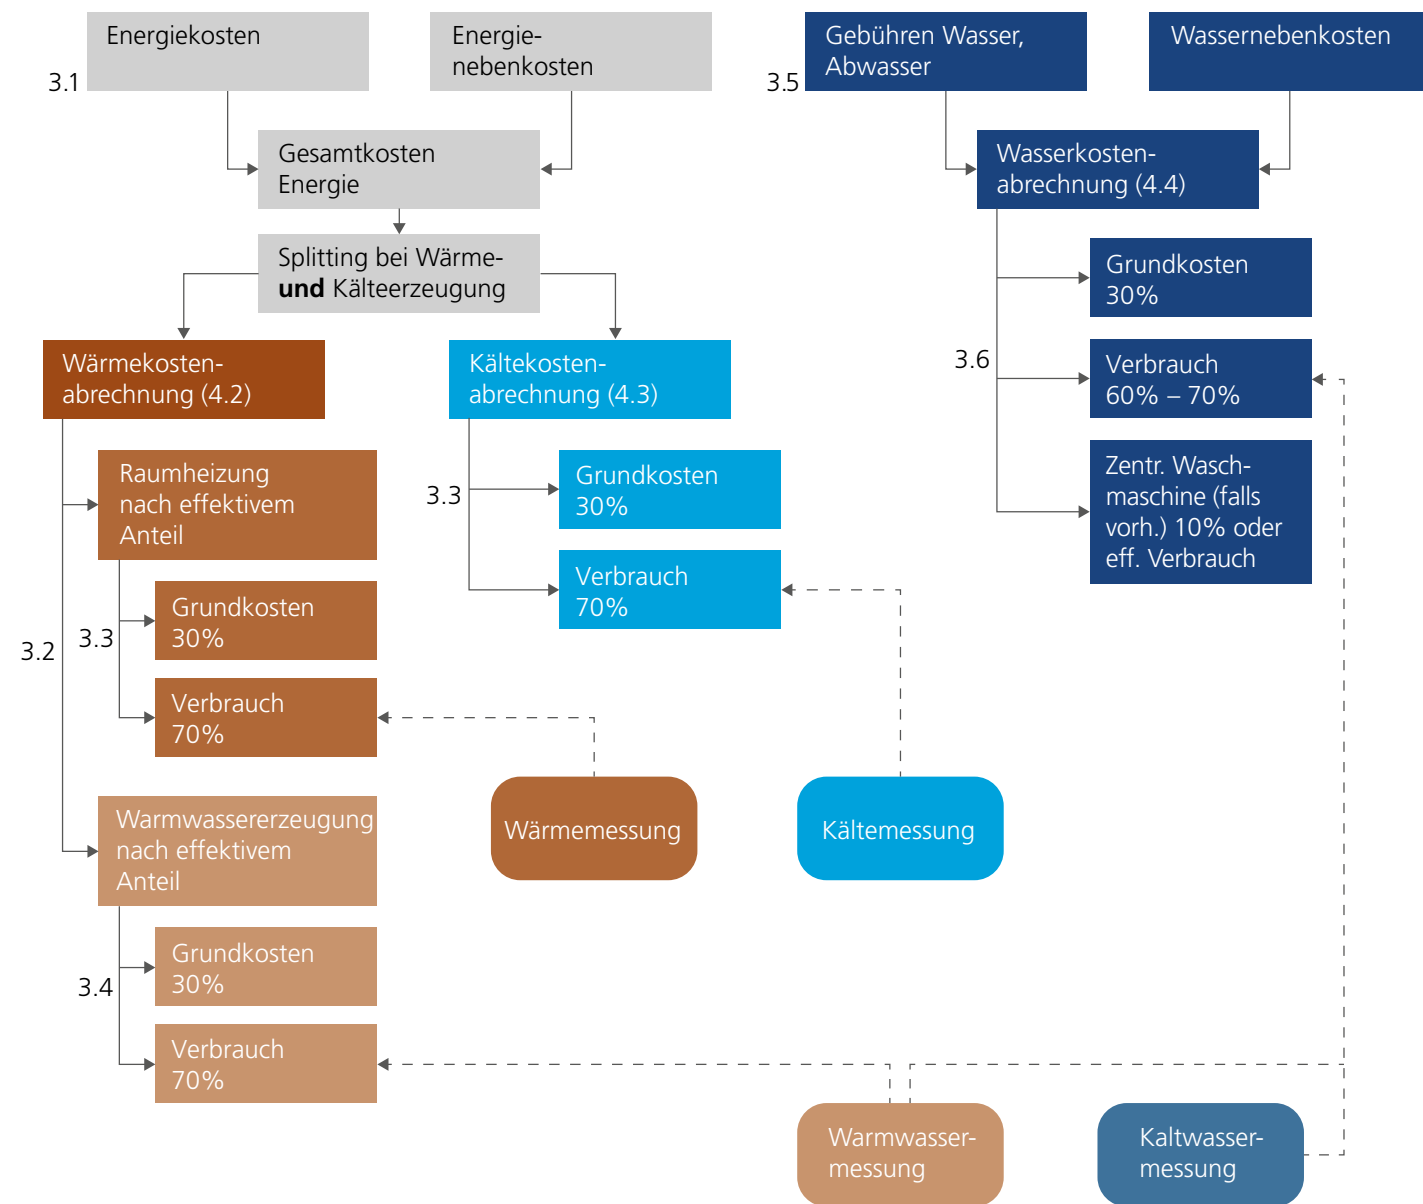 Energiekosten
Energie-
nebenkosten
3.1
Gesamtkosten
Energie
Splitting bei Wärme-
und Kälteerzeugung
Wärmekosten-
abrechnung (4.2)
Raumheizung
nach effektivem
Anteil
3.3
Grundkosten
30%
3.2
Verbrauch
70%
Warmwassererzeugung
nach effektivem
Anteil
Grundkosten
30%
3.4
Verbrauch
70%
Kältekosten-
abrechnung (4.3)
3.3
Grundkosten
30%
Verbrauch
70%
Wärmemessung
Kältemessung
Gebühren Wasser,
Abwasser
Wassernebenkosten
3.5
Wasserkosten-
abrechnung (4.4)
Grundkosten
30%
3.6
Verbrauch
60% – 70%
Zentr. Wasch-
maschine (falls
vorh.) 10% oder
eff. Verbrauch
Warmwasser-
messung
Kaltwasser-
messung